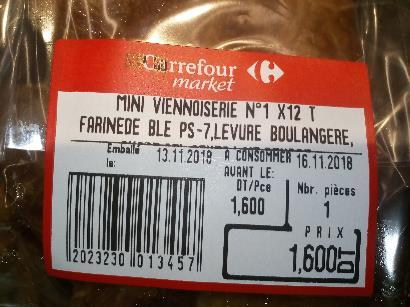 Carrefour
market
MINI VIENNOISERIE N°1 X12 T
FARINEDE BLE PS-7,LEVURE BOULANGERE,
Emballé le: 13.11.2018 A CONSOMMER AVANT LE: 16.11.2018
DT/Pce Nbr. pièces
1,600 1
PRIX
1,600 DT
2023230 013457